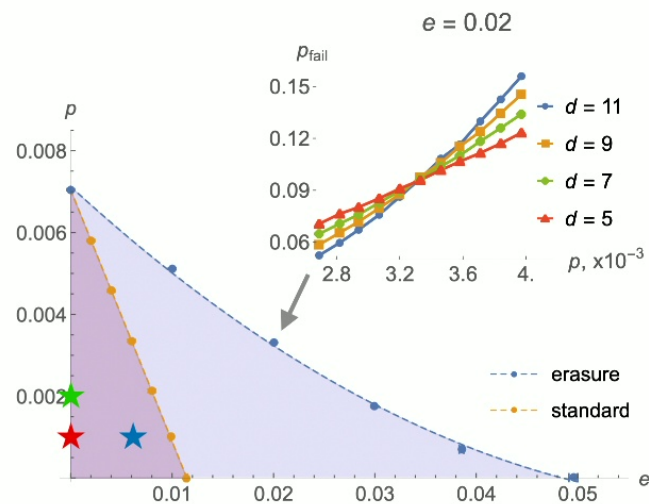 e = 0.02
p_fail
0.15
0.12
0.09
0.06
2.8 3.2 3.6 4. p, x10⁻³
d = 11
d = 9
d = 7
d = 5
p
0.008
0.006
0.004
0.002
0.01 0.02 0.03 0.04 0.05 e
erasure
standard